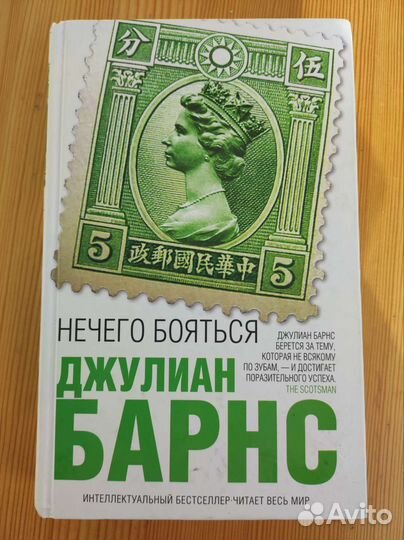 分 伍
5 政郵國民華中 5
НЕЧЕГО БОЯТЬСЯ
ДЖУЛИАН БАРНС
БЕРЕТСЯ ЗА ТЕМУ,
КОТОРАЯ НЕ ВСЯКОМУ
ПО ЗУБАМ, — И ДОСТИГАЕТ
ПОРАЗИТЕЛЬНОГО УСПЕХА.
THE SCOTSMAN
ДЖУЛИАН
БАРНС
ИНТЕЛЛЕКТУАЛЬНЫЙ БЕСТСЕЛЛЕР·ЧИТАЕТ ВЕСЬ МИР
Avito